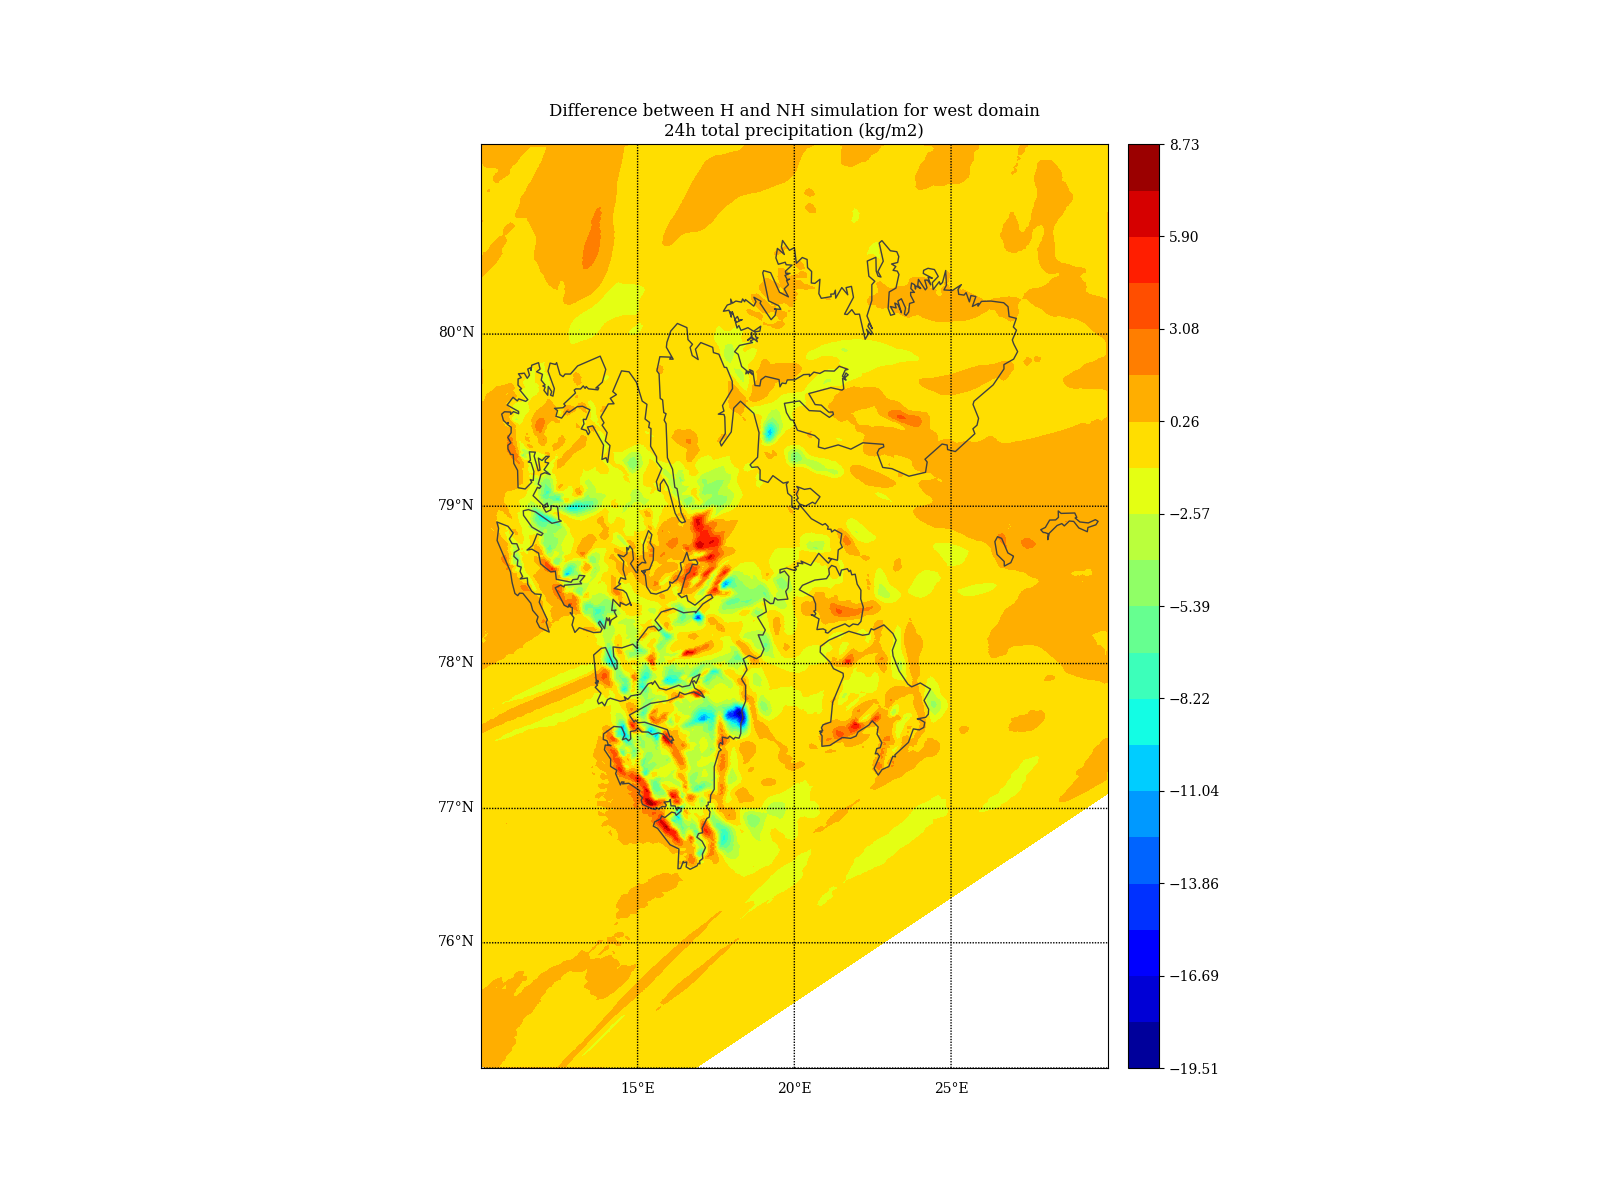 Difference between H and NH simulation for west domain
24h total precipitation (kg/m2)
80°N
79°N
78°N
77°N
76°N
15°E
20°E
25°E
8.73
5.90
3.08
0.26
−2.57
−5.39
−8.22
−11.04
−13.86
−16.69
−19.51